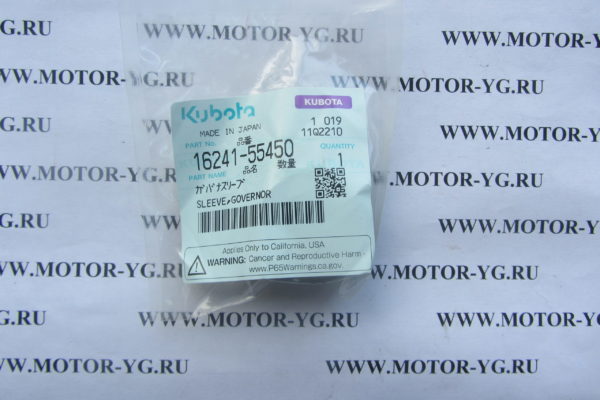 WWW.MOTOR-YG.RU
WWW.MOTOR-YG.RU
WWW.MOTOR-YG.RU
WWW.MOTOR-YG.RU
WWW.MOTOR-YG.RU
WWW.MOTOR-YG.RU
Kubota KUBOTA
MADE IN JAPAN 1 019
11Q2210
PART No. 品番 QUANTITY
16241-55450 数量 1
PART NAME 品名
ｶﾞﾊﾞﾅｽﾘｰﾌﾞ
SLEEVE,GOVERNOR
Applies Only to California, USA
WARNING: Cancer and Reproductive Harm -
www.P65Warnings.ca.gov.
WWW.MOTOR-YG.RU
WWW.MOTOR-YG.RU
WWW.MOTOR-YG.RU
WWW.MOTOR-YG.RU
WWW.MOTOR-YG.RU
WWW.MOTOR-YG.RU
WWW.MOTOR-YG.RU